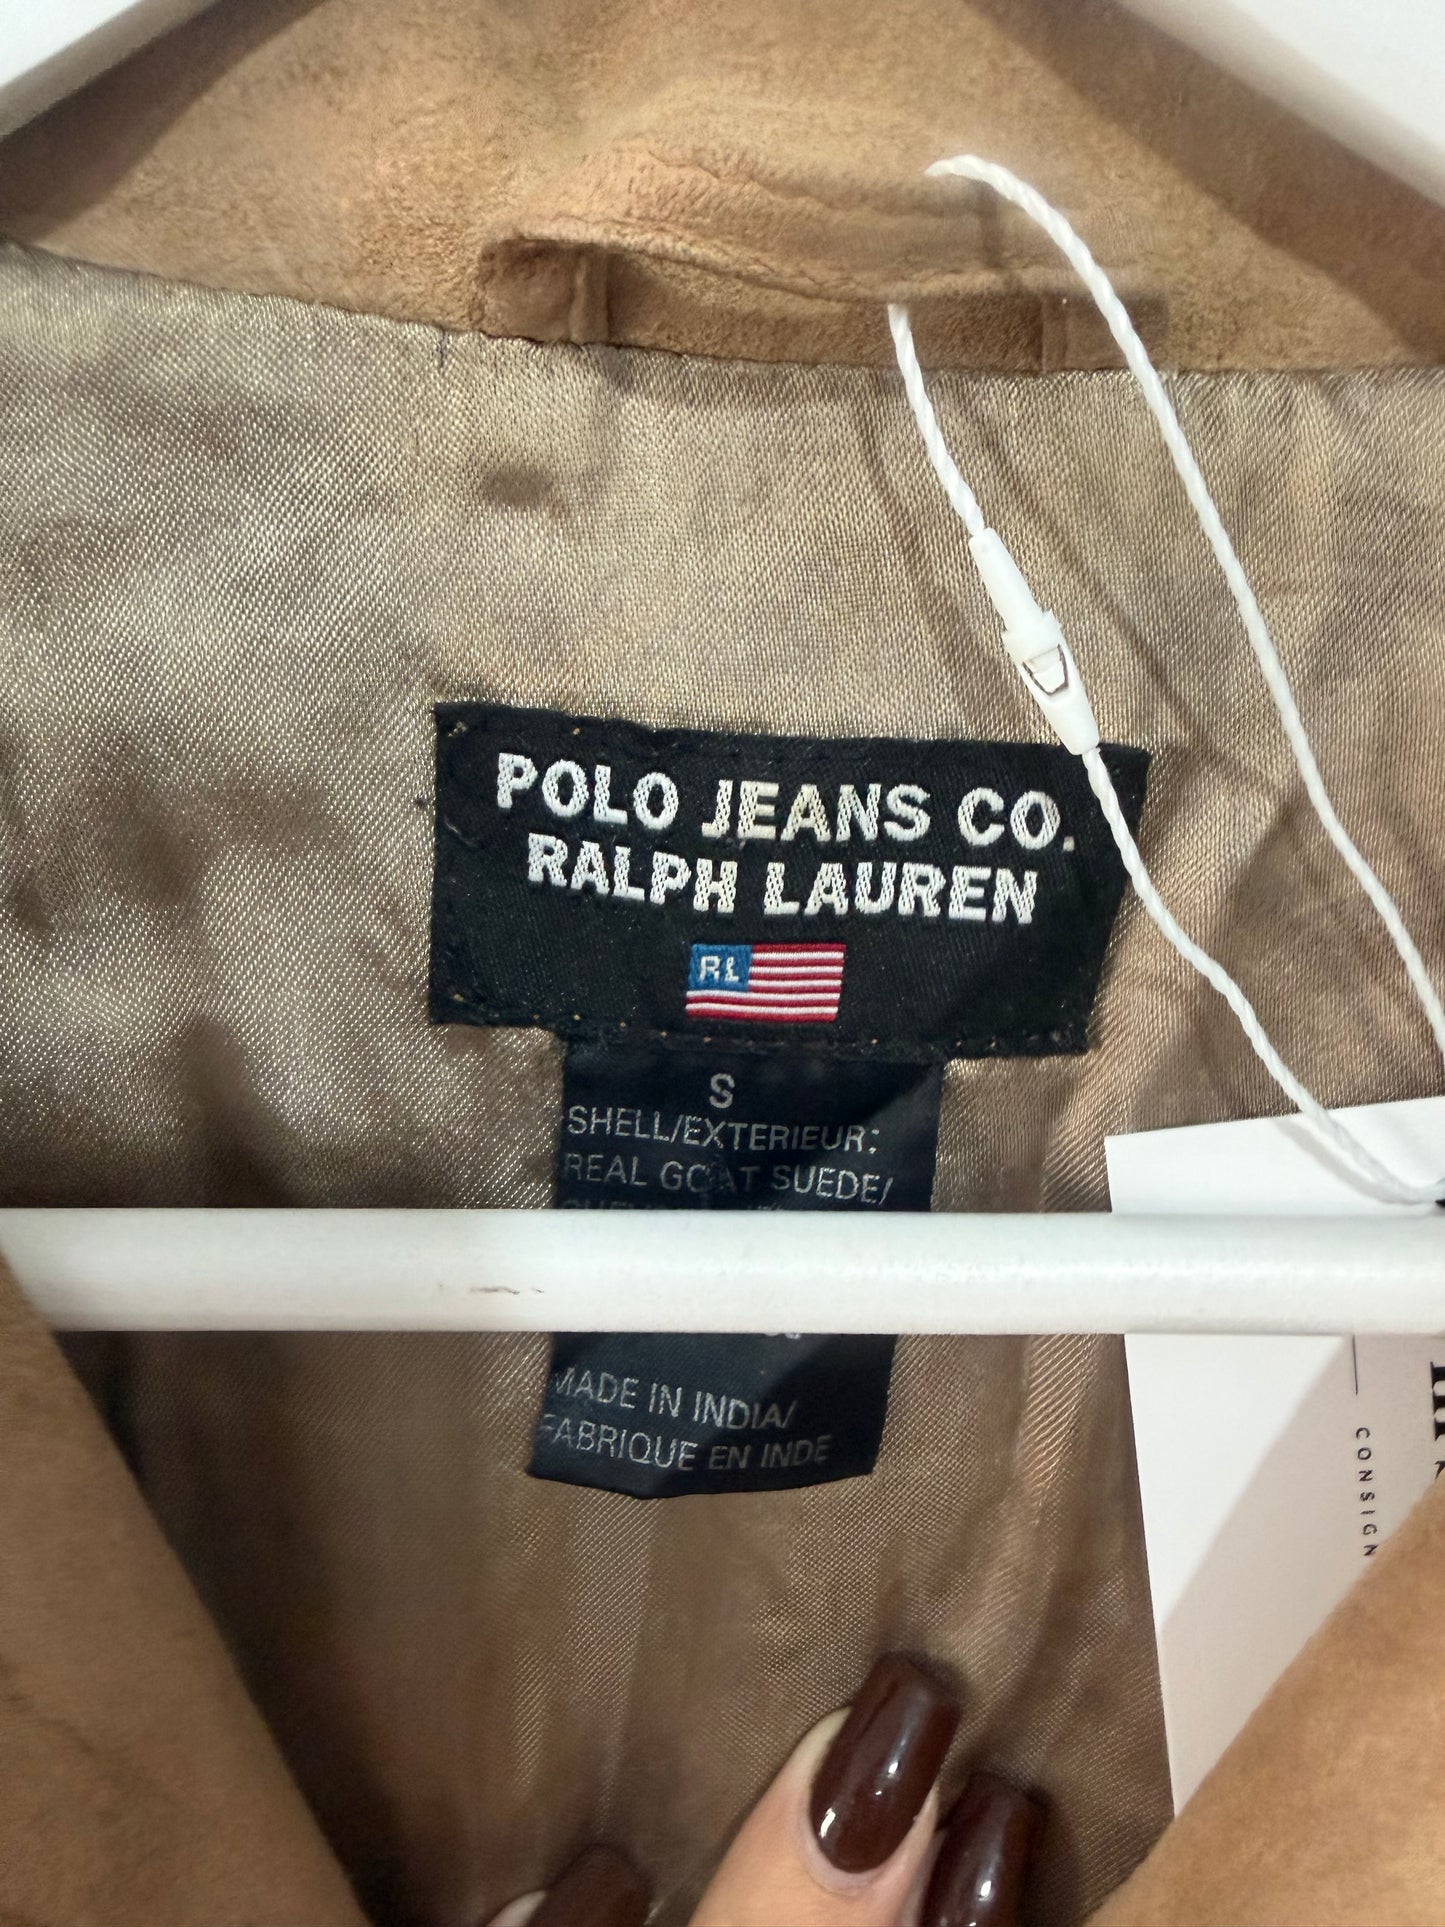 POLO JEANS CO.
RALPH LAUREN
RL
S
SHELL/EXTERIEUR:
REAL GOAT SUEDE/
MADE IN INDIA/
FABRIQUE EN INDE
CONSIGN